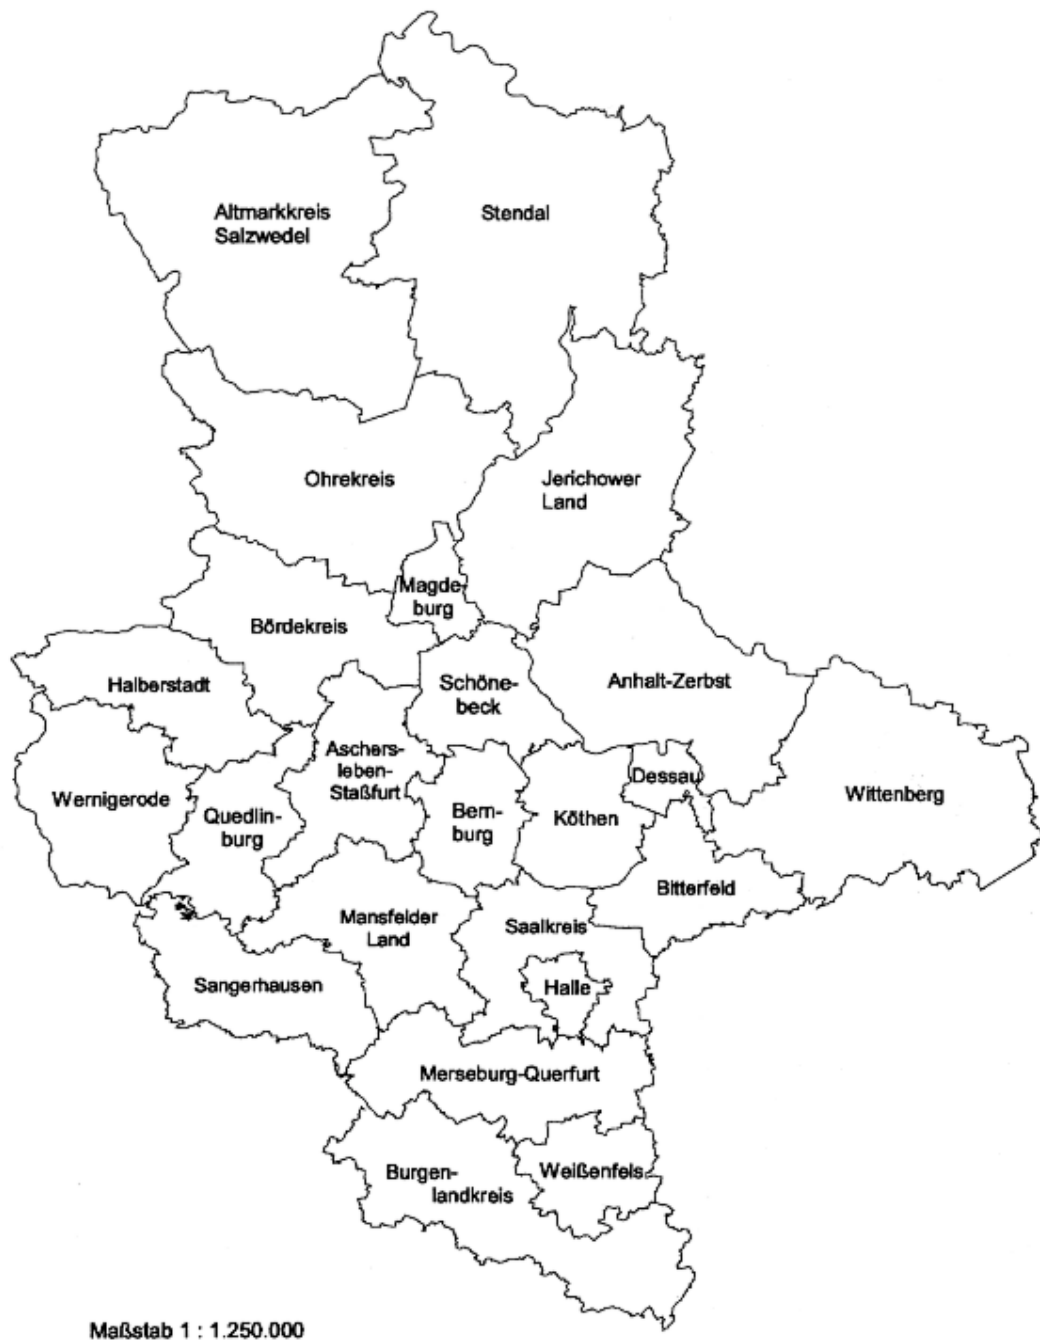 Altmarkkreis
Salzwedel
Stendal
Ohrekreis
Jerichower
Land
Magde-
burg
Bördekreis
Halberstadt
Schöne-
beck
Anhalt-Zerbst
Aschers-
leben-
Staßfurt
Wernigerode
Quedlin-
burg
Bern-
burg
Köthen
Dessau
Wittenberg
Bitterfeld
Mansfelder
Land
Saalkreis
Sangerhausen
Halle
Merseburg-Querfurt
Burgen-
landkreis
Weißenfels
Maßstab 1 : 1.250.000